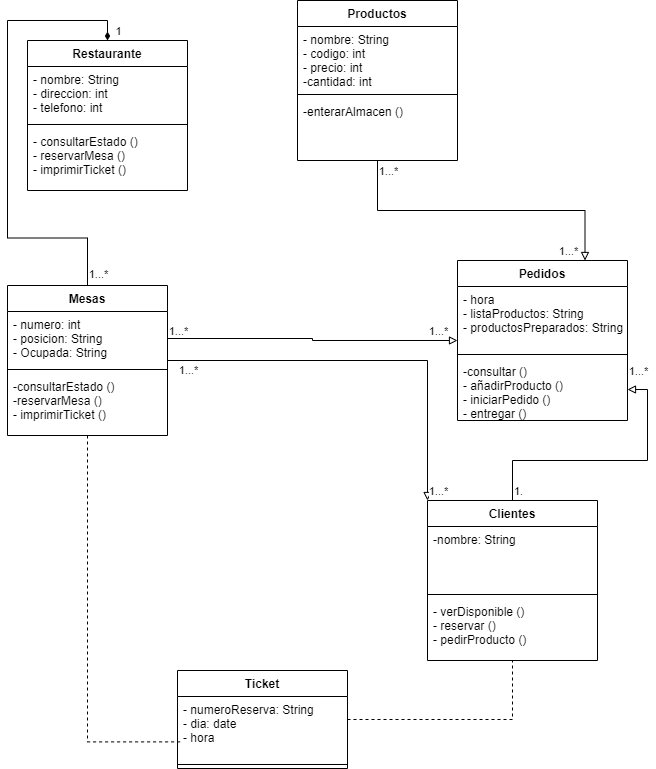 1
Restaurante
- nombre: String
- direccion: int
- telefono: int
- consultarEstado ()
- reservarMesa ()
- imprimirTicket ()
Productos
- nombre: String
- codigo: int
- precio: int
-cantidad: int
-enterarAlmacen ()
1...*
1...*
1...*
Mesas
- numero: int
- posicion: String
- Ocupada: String
-consultarEstado ()
-reservarMesa ()
- imprimirTicket ()
1...*
1...*
1...*
Pedidos
- hora
- listaProductos: String
- productosPreparados: String
-consultar ()
- añadirProducto ()
- iniciarPedido ()
- entregar ()
1...*
1...*
1.
Clientes
-nombre: String
- verDisponible ()
- reservar ()
- pedirProducto ()
Ticket
- numeroReserva: String
- dia: date
- hora